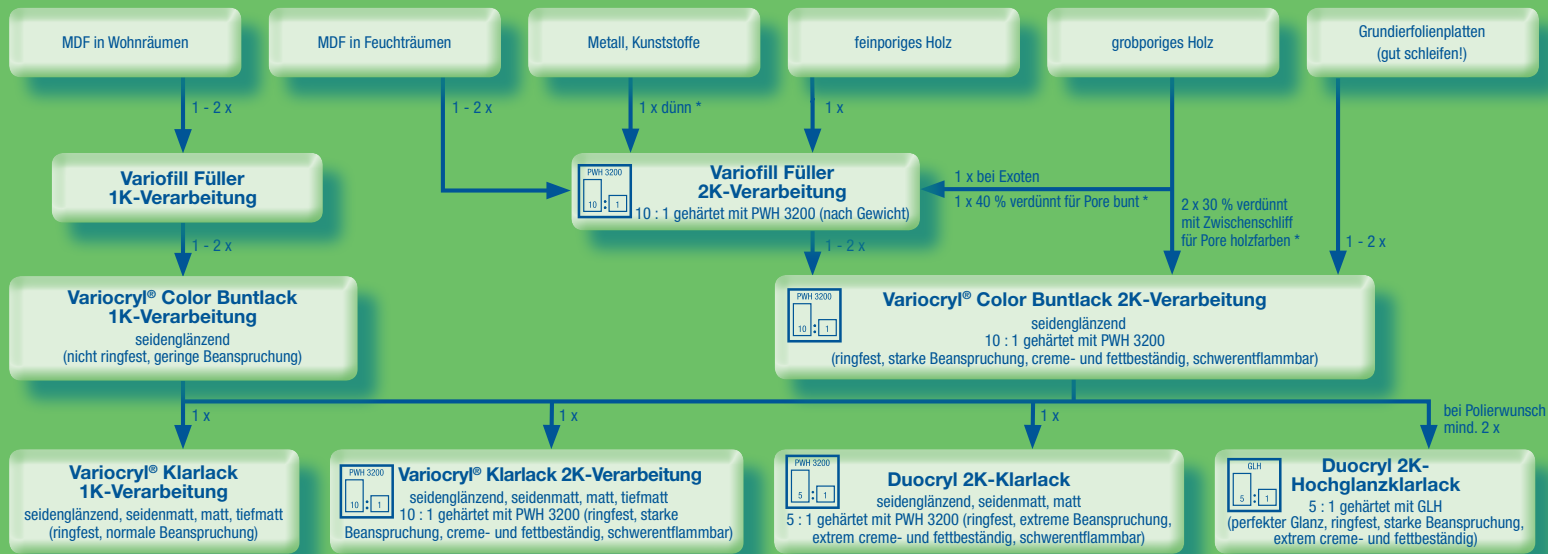 MDF in Wohnräumen
MDF in Feuchträumen
Metall, Kunststoffe
feinporiges Holz
grobporiges Holz
Grundierfolienplatten
(gut schleifen!)
1 - 2 x
1 - 2 x
1 x dünn *
1 x
Variofill Füller
1K-Verarbeitung
PWH 3200
10 : 1
Variofill Füller
2K-Verarbeitung
10 : 1 gehärtet mit PWH 3200 (nach Gewicht)
1 x bei Exoten
1 x 40 % verdünnt für Pore bunt *
2 x 30 % verdünnt
mit Zwischenschliff
für Pore holzfarben *
1 - 2 x
1 - 2 x
1 - 2 x
Variocryl® Color Buntlack
1K-Verarbeitung
seidenglänzend
(nicht ringfest, geringe Beanspruchung)
PWH 3200
10 : 1
Variocryl® Color Buntlack 2K-Verarbeitung
seidenglänzend
10 : 1 gehärtet mit PWH 3200
(ringfest, starke Beanspruchung, creme- und fettbeständig, schwerentflammbar)
1 x
1 x
1 x
bei Polierwunsch
mind. 2 x
Variocryl® Klarlack
1K-Verarbeitung
seidenglänzend, seidenmatt, matt, tiefmatt
(ringfest, normale Beanspruchung)
PWH 3200
10 : 1
Variocryl® Klarlack 2K-Verarbeitung
seidenglänzend, seidenmatt, matt, tiefmatt
10 : 1 gehärtet mit PWH 3200 (ringfest, starke
Beanspruchung, creme- und fettbeständig, schwerentflammbar)
PWH 3200
5 : 1
Duocryl 2K-Klarlack
seidenglänzend, seidenmatt, matt
5 : 1 gehärtet mit PWH 3200 (ringfest, extreme Beanspruchung,
extrem creme- und fettbeständig, schwerentflammbar)
GLH
5 : 1
Duocryl 2K-
Hochglanzklarlack
5 : 1 gehärtet mit GLH
(perfekter Glanz, ringfest, starke Beanspruchung,
extrem creme- und fettbeständig)